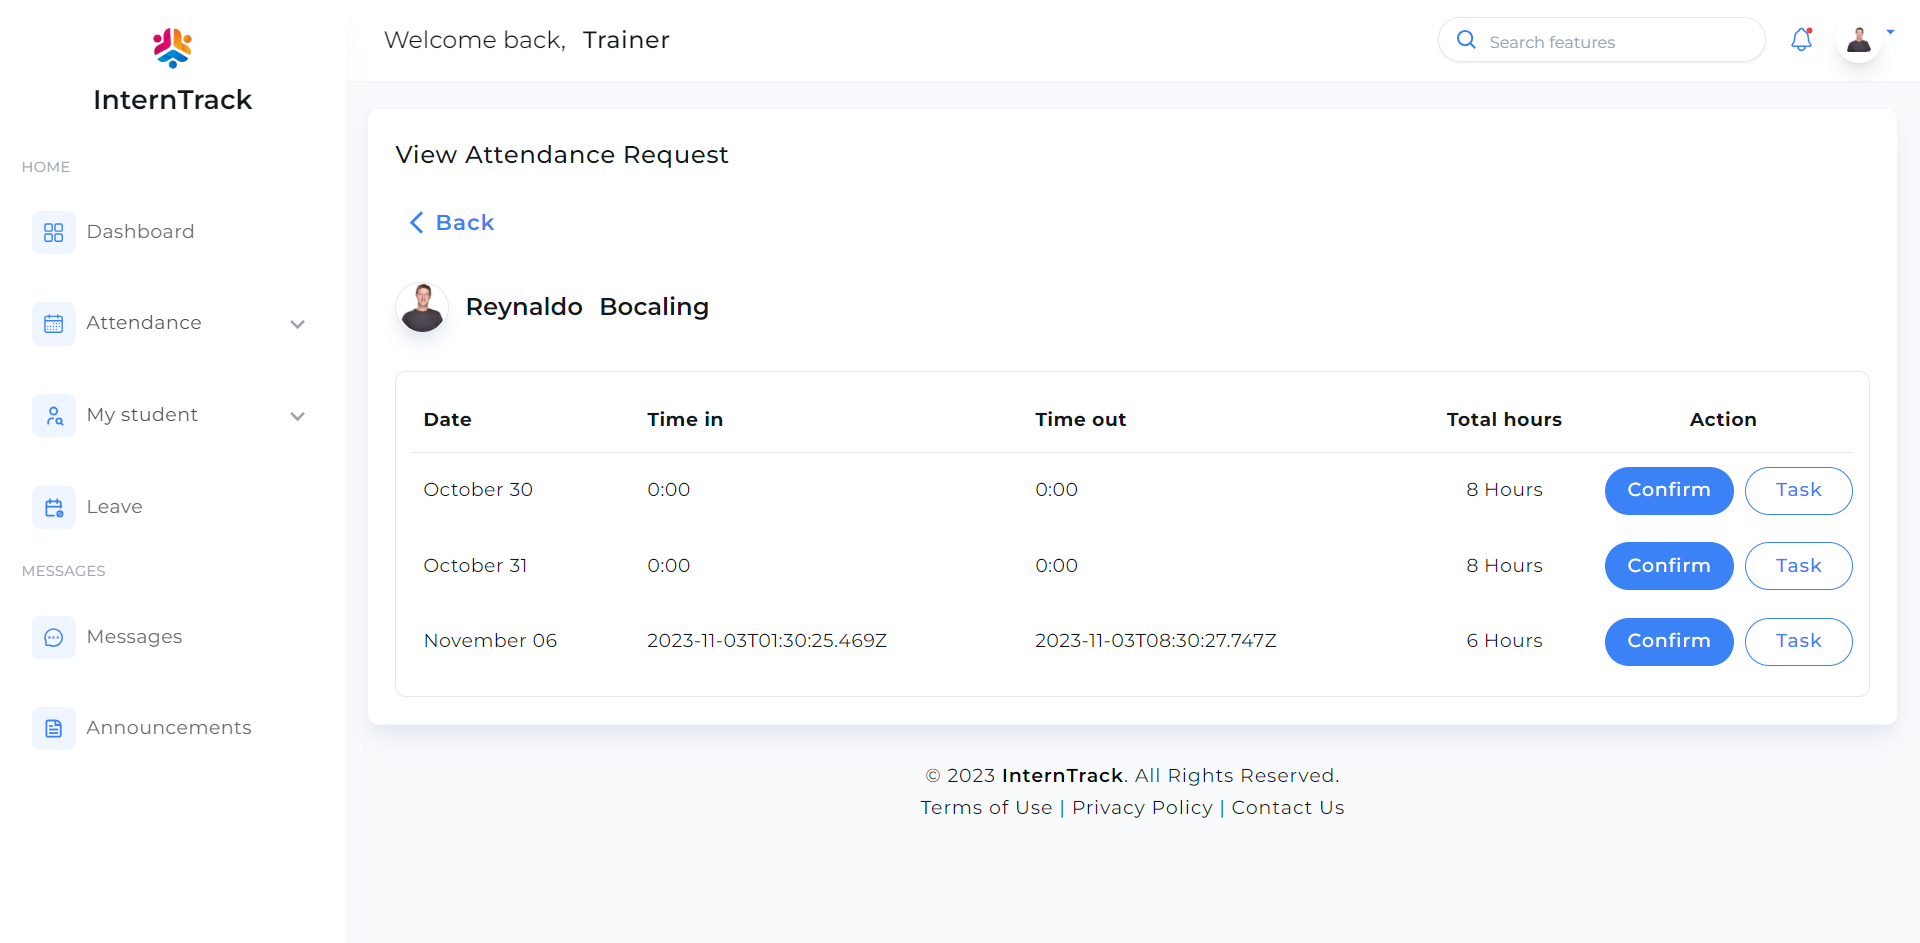 InternTrack
HOME
Dashboard
Attendance
My student
Leave
MESSAGES
Messages
Announcements
Welcome back, Trainer
Search features
View Attendance Request
Back
Reynaldo Bocaling
Date Time in Time out Total hours Action
October 30 0:00 0:00 8 Hours Confirm Task
October 31 0:00 0:00 8 Hours Confirm Task
November 06 2023-11-03T01:30:25.469Z 2023-11-03T08:30:27.747Z 6 Hours Confirm Task
© 2023 InternTrack. All Rights Reserved.
Terms of Use | Privacy Policy | Contact Us